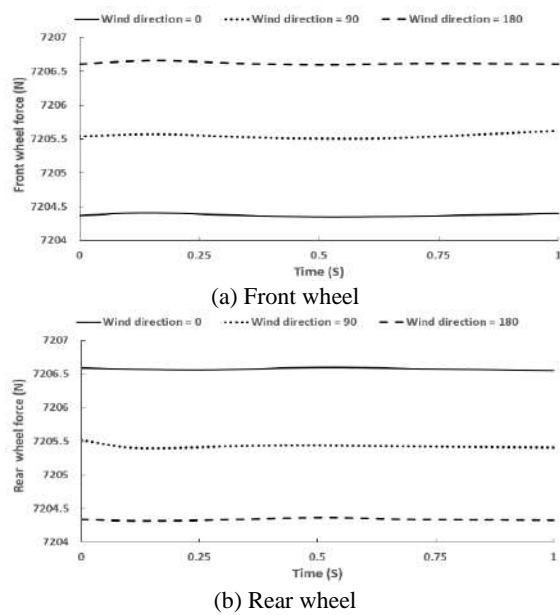 Wind direction = 0 Wind direction = 90 Wind direction = 180
7207
7206.5
7206
7205.5
7205
7204.5
7204
Front wheel force (N)
0 0.25 0.5 0.75 1
Time (S)
(a) Front wheel
Wind direction = 0 Wind direction = 90 Wind direction = 180
7207
7206.5
7206
7205.5
7205
7204.5
7204
Rear wheel force (N)
0 0.25 0.5 0.75 1
Time (S)
(b) Rear wheel